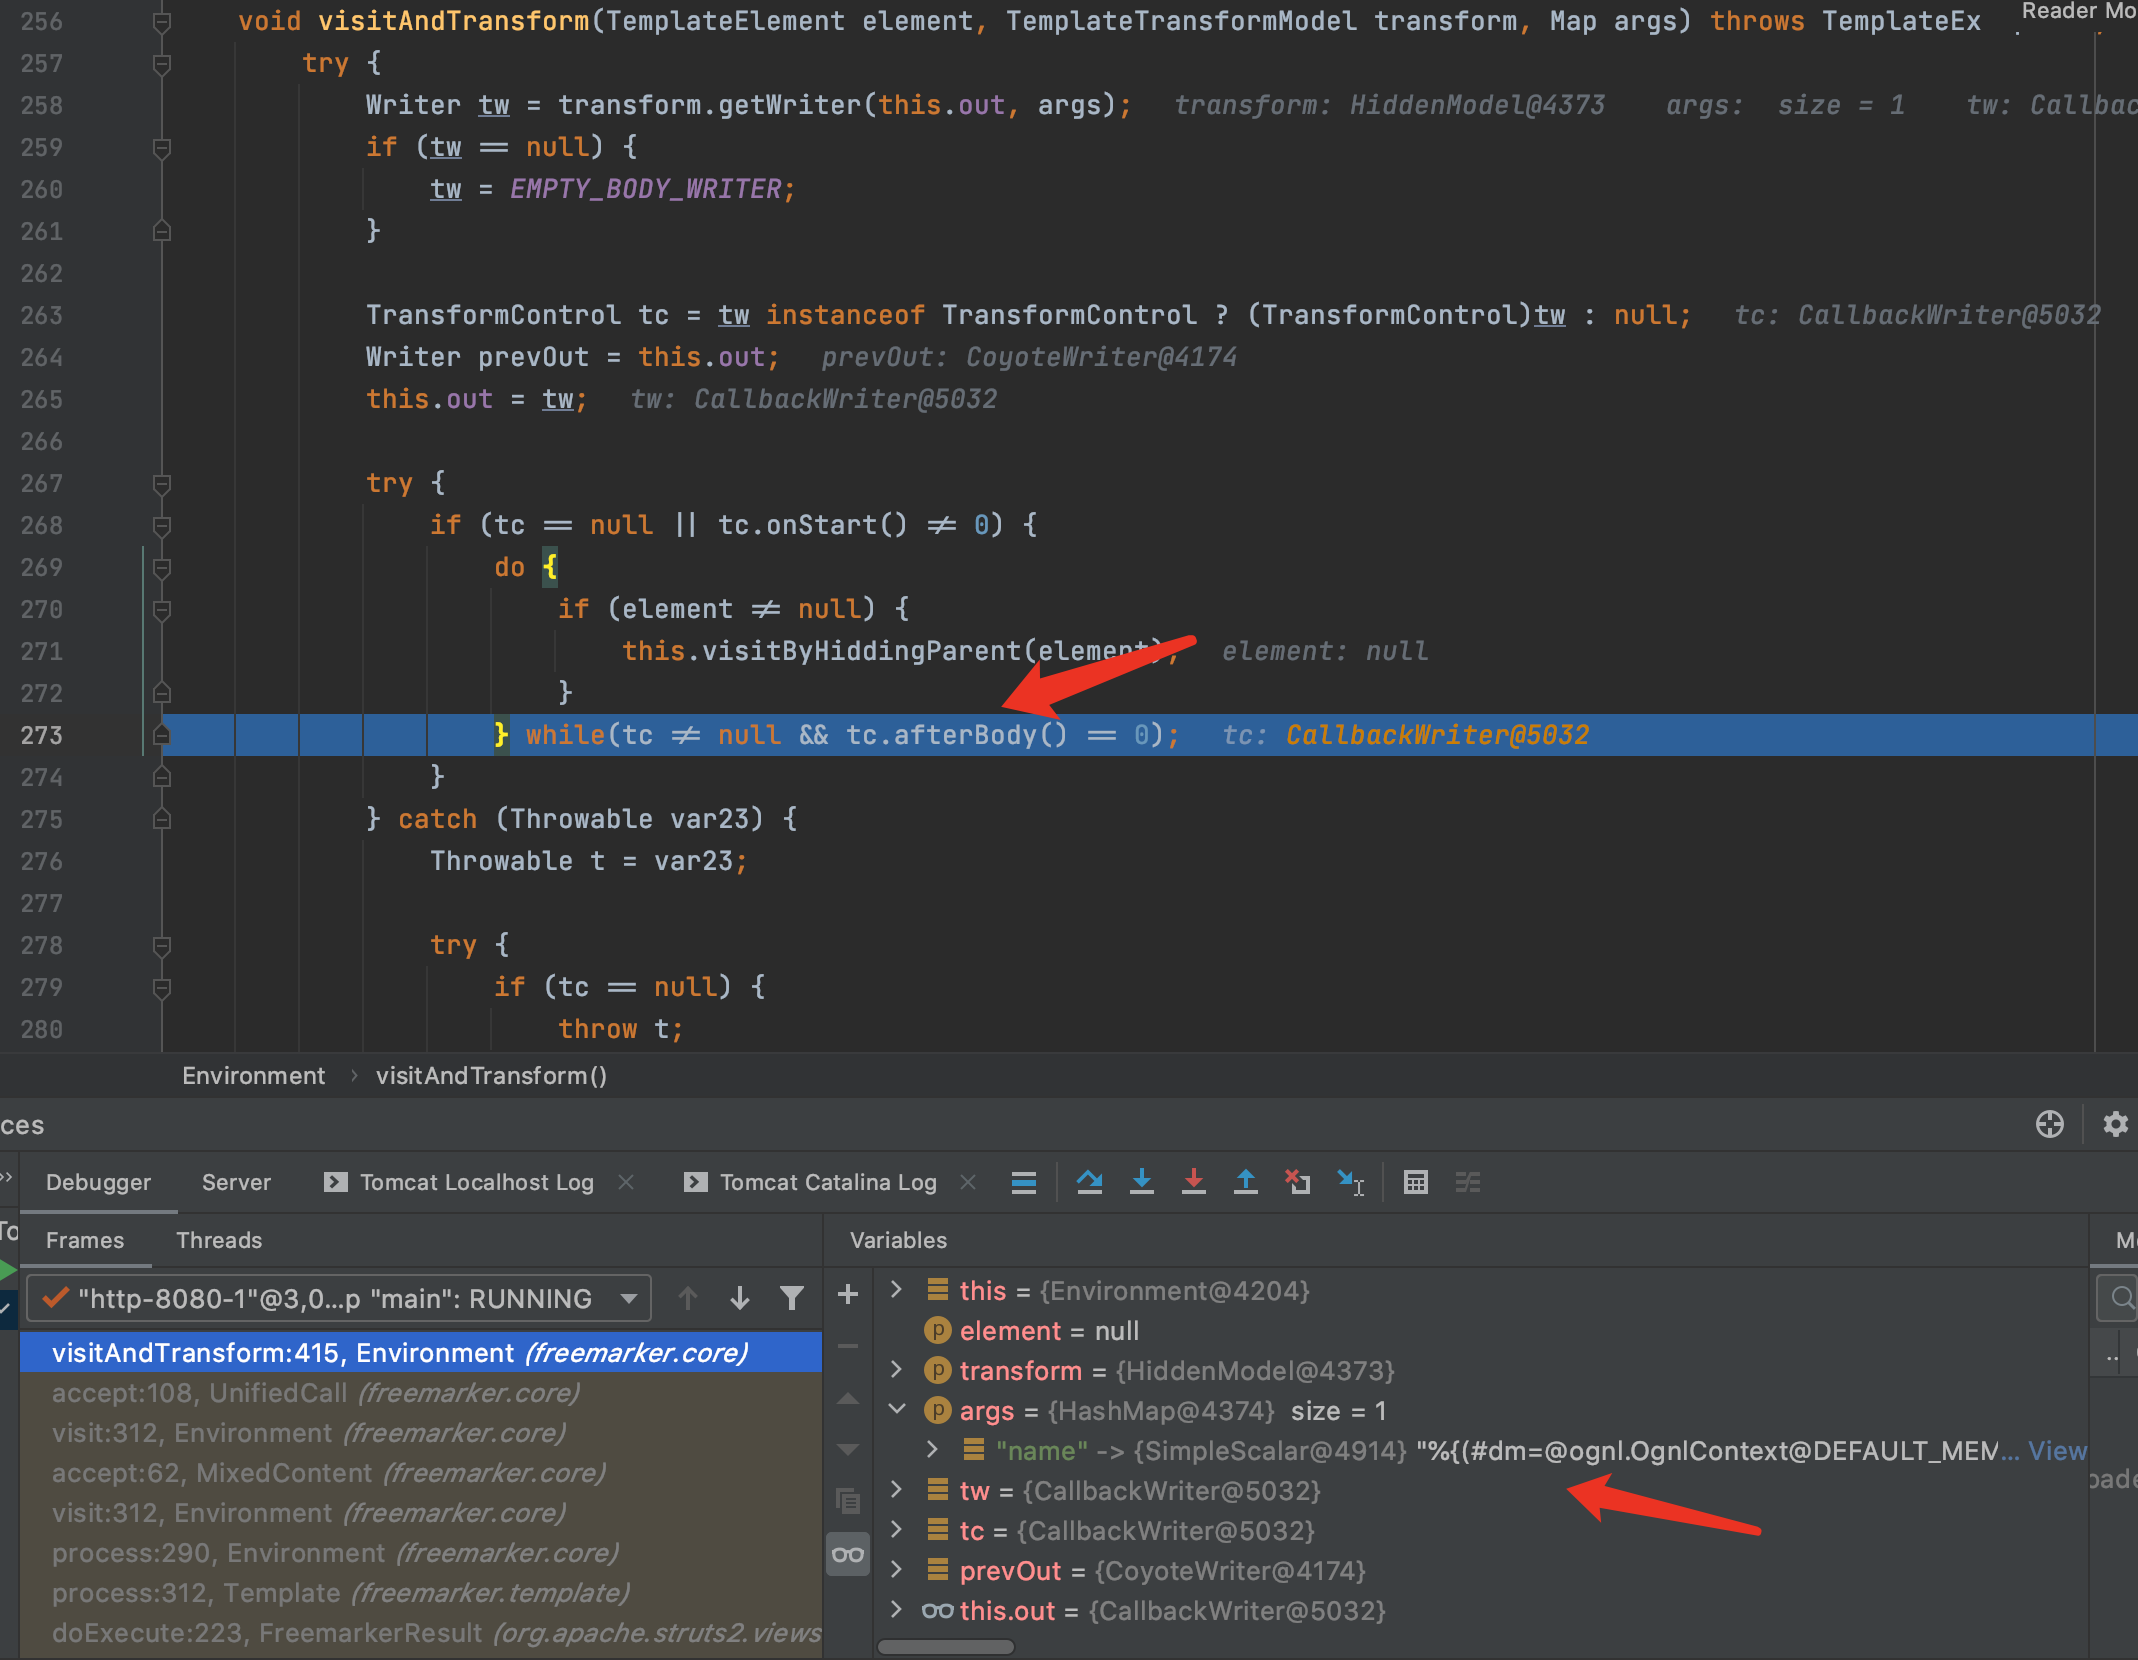 Reader Mo
256 void visitAndTransform(TemplateElement element, TemplateTransformModel transform, Map args) throws TemplateEx
257 try {
258 Writer tw = transform.getWriter(this.out, args); transform: HiddenModel@4373 args: size = 1 tw: Callbac
259 if (tw == null) {
260 tw = EMPTY_BODY_WRITER;
261 }
262
263 TransformControl tc = tw instanceof TransformControl ? (TransformControl)tw : null; tc: CallbackWriter@5032
264 Writer prevOut = this.out; prevOut: CoyoteWriter@4174
265 this.out = tw; tw: CallbackWriter@5032
266
267 try {
268 if (tc == null || tc.onStart() != 0) {
269 do {
270 if (element != null) {
271 this.visitByHiddingParent(element); element: null
272 }
273 } while(tc != null && tc.afterBody() == 0); tc: CallbackWriter@5032
274 }
275 } catch (Throwable var23) {
276 Throwable t = var23;
277
278 try {
279 if (tc == null) {
280 throw t;
Environment › visitAndTransform()
ces
Debugger Server Tomcat Localhost Log Tomcat Catalina Log
To
Frames Threads
"http-8080-1"@3,0...p "main": RUNNING
visitAndTransform:415, Environment (freemarker.core)
accept:108, UnifiedCall (freemarker.core)
visit:312, Environment (freemarker.core)
accept:62, MixedContent (freemarker.core)
visit:312, Environment (freemarker.core)
process:290, Environment (freemarker.core)
process:312, Template (freemarker.template)
doExecute:223, FreemarkerResult (org.apache.struts2.views
Variables
this = {Environment@4204}
element = null
transform = {HiddenModel@4373}
args = {HashMap@4374} size = 1
"name" -> {SimpleScalar@4914} "%{(#dm=@ognl.OgnlContext@DEFAULT_MEM... View
tw = {CallbackWriter@5032}
tc = {CallbackWriter@5032}
prevOut = {CoyoteWriter@4174}
this.out = {CallbackWriter@5032}